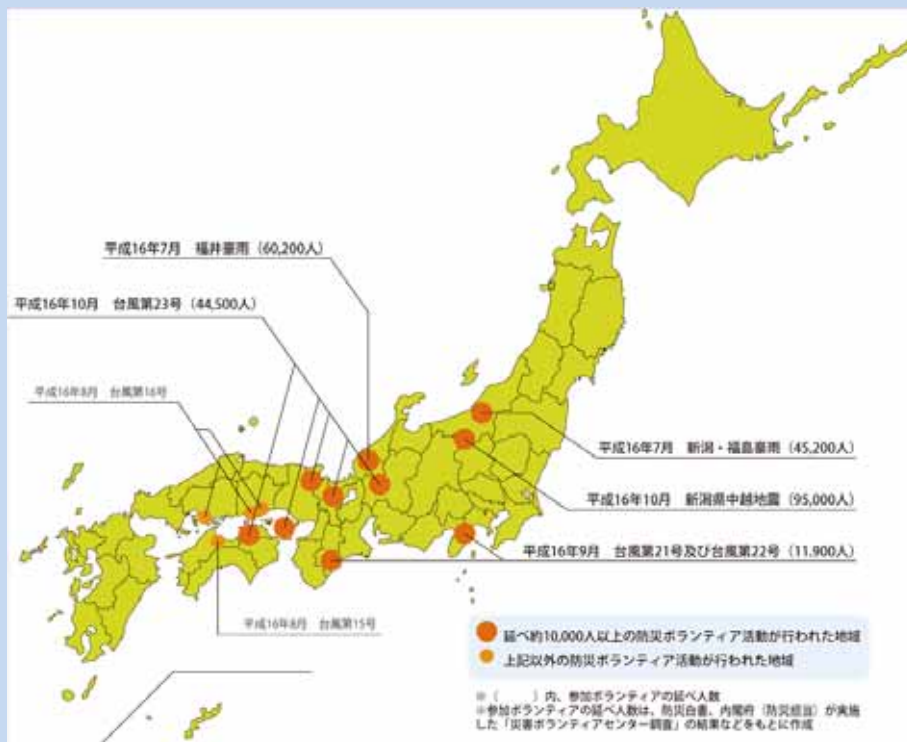 平成16年7月　福井豪雨（60,200人）
平成16年10月　台風第23号（44,500人）
平成16年8月　台風第16号
平成16年7月　新潟・福島豪雨（45,200人）
平成16年10月　新潟県中越地震（95,000人）
平成16年9月　台風第21号及び台風第22号（11,900人）
平成16年8月　台風第15号
延べ約10,000人以上の防災ボランティア活動が行われた地域
上記以外の防災ボランティア活動が行われた地域
※（　　）内、参加ボランティアの延べ人数
※参加ボランティアの延べ人数は、防災白書、内閣府（防災担当）が実施
した「災害ボランティアセンター調査」の結果などをもとに作成